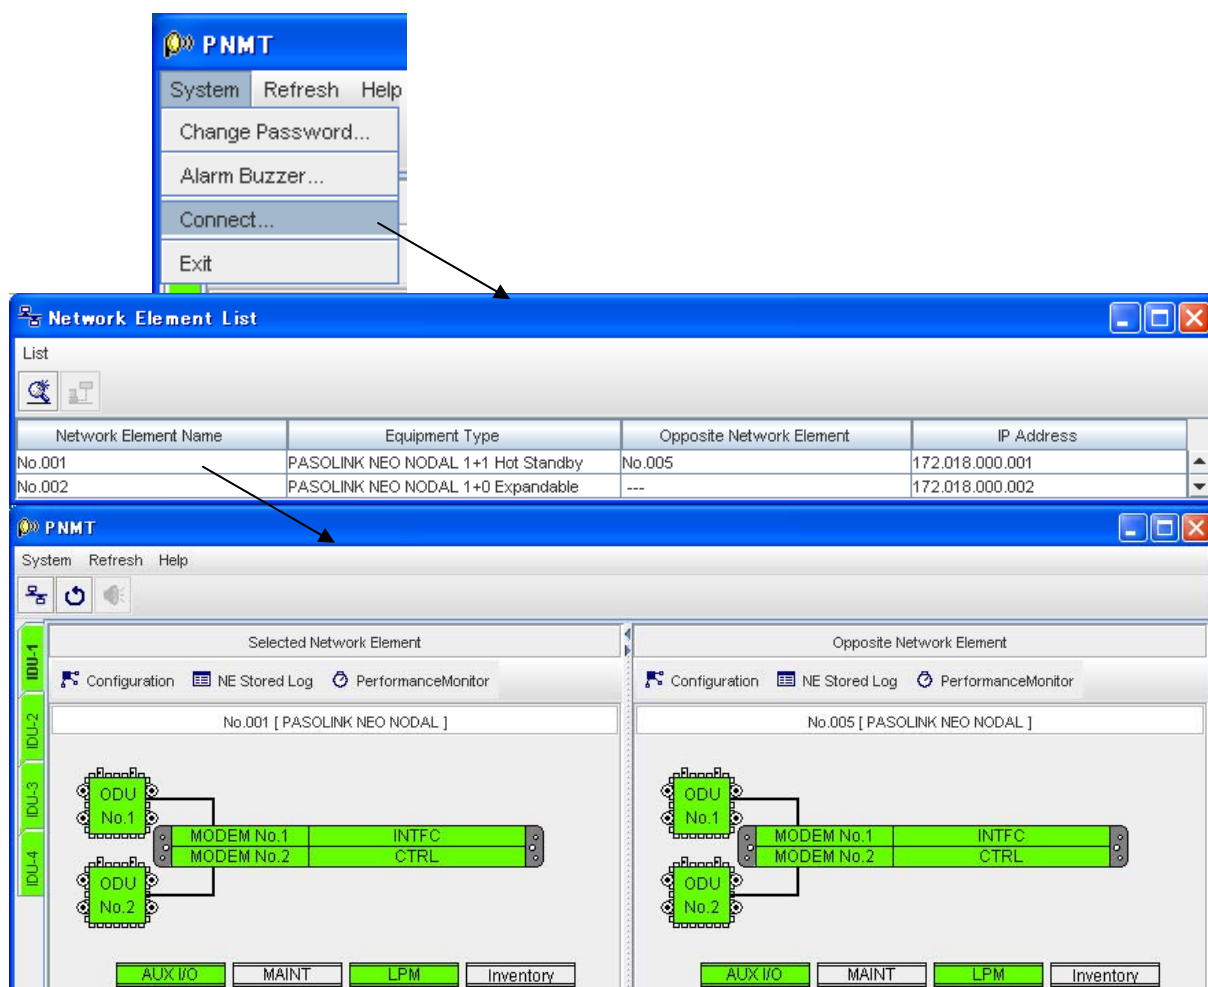 PNMT
System Refresh Help
Change Password...
Alarm Buzzer...
Connect...
Exit
Network Element List
List
Network Element Name Equipment Type Opposite Network Element IP Address
No.001 PASOLINK NEO NODAL 1+1 Hot Standby No.005 172.018.000.001
No.002 PASOLINK NEO NODAL 1+0 Expandable --- 172.018.000.002
PNMT
System Refresh Help
IDU-1
IDU-2
IDU-3
IDU-4
Selected Network Element
Configuration NE Stored Log PerformanceMonitor
No.001 [ PASOLINK NEO NODAL ]
ODU
No.1
MODEM No.1 INTFC
MODEM No.2 CTRL
ODU
No.2
AUX I/O MAINT LPM Inventory
Opposite Network Element
Configuration NE Stored Log PerformanceMonitor
No.005 [ PASOLINK NEO NODAL ]
ODU
No.1
MODEM No.1 INTFC
MODEM No.2 CTRL
ODU
No.2
AUX I/O MAINT LPM Inventory